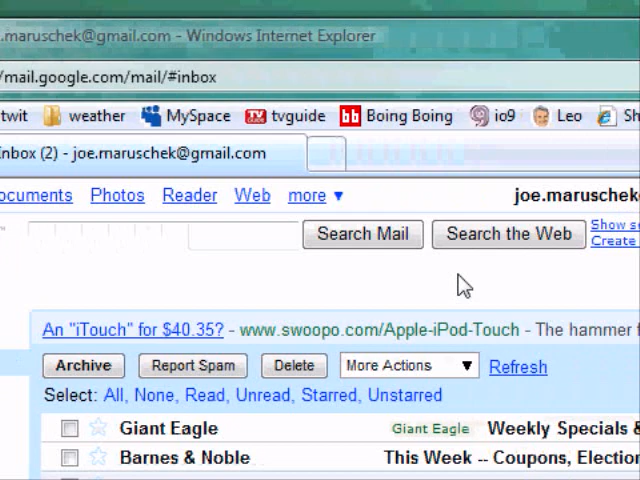 .maruschek@gmail.com - Windows Internet Explorer
/mail.google.com/mail/#inbox
twit weather MySpace TV GUIDE tvguide bb Boing Boing io9 Leo Sh
nbox (2) - joe.maruschek@gmail.com
ocuments Photos Reader Web more ▼ joe.maruschek
Search Mail Search the Web Show se
Create
An "iTouch" for $40.35? - www.swoopo.com/Apple-iPod-Touch - The hammer f
Archive Report Spam Delete More Actions ▼ Refresh
Select: All, None, Read, Unread, Starred, Unstarred
Giant Eagle Giant Eagle Weekly Specials &
Barnes & Noble This Week -- Coupons, Election